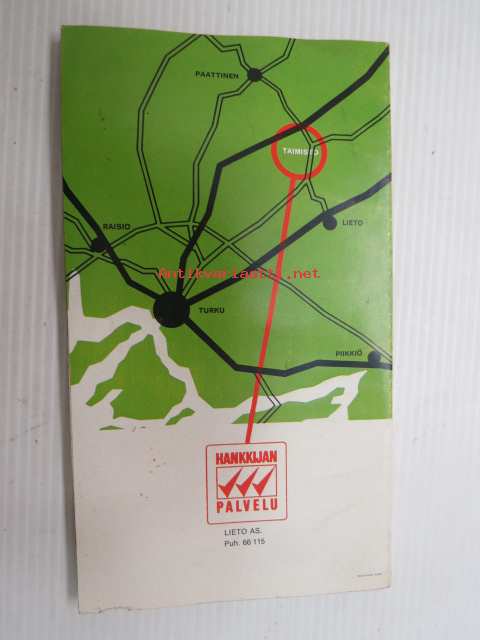 PAATTINEN
TAIMISTO
LIETO
RAISIO
Antikvariaatti.net
TURKU
PIIKKIÖ
HANKKIJAN
PALVELU
LIETO AS.
Puh. 66 115